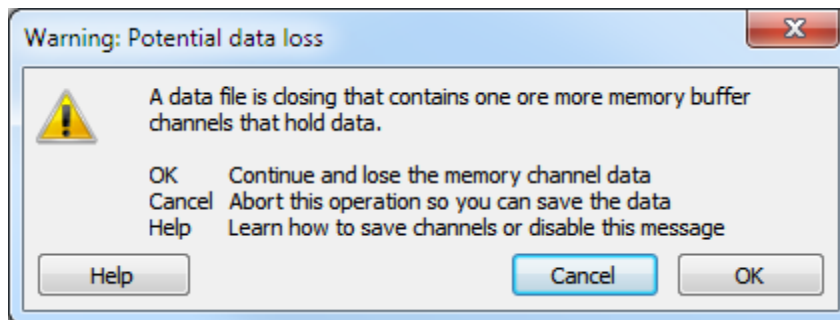 Warning: Potential data loss
A data file is closing that contains one ore more memory buffer
channels that hold data.
OK Continue and lose the memory channel data
Cancel Abort this operation so you can save the data
Help Learn how to save channels or disable this message
Help Cancel OK